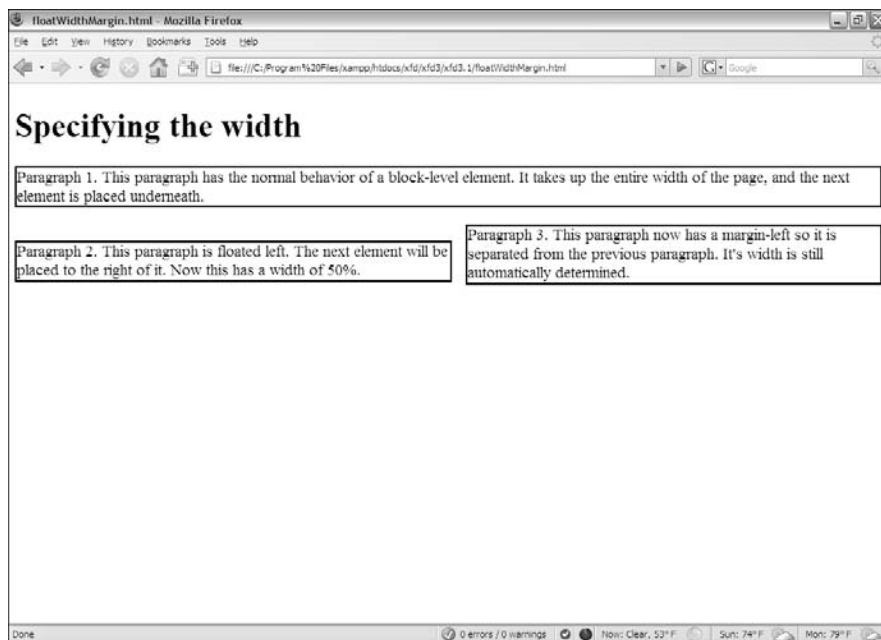 floatWidthMargin.html - Mozilla Firefox
File Edit View History Bookmarks Tools Help
file:///C:/Program%20Files/xampp/htdocs/xfd/xfd3/xfd3.1/floatWidthMargin.html
Google
Specifying the width
Paragraph 1. This paragraph has the normal behavior of a block-level element. It takes up the entire width of the page, and the next
element is placed underneath.
Paragraph 2. This paragraph is floated left. The next element will be
placed to the right of it. Now this has a width of 50%.
Paragraph 3. This paragraph now has a margin-left so it is
separated from the previous paragraph. It's width is still
automatically determined.
Done
0 errors / 0 warnings
Now: Clear, 53° F
Sun: 74° F
Mon: 79° F